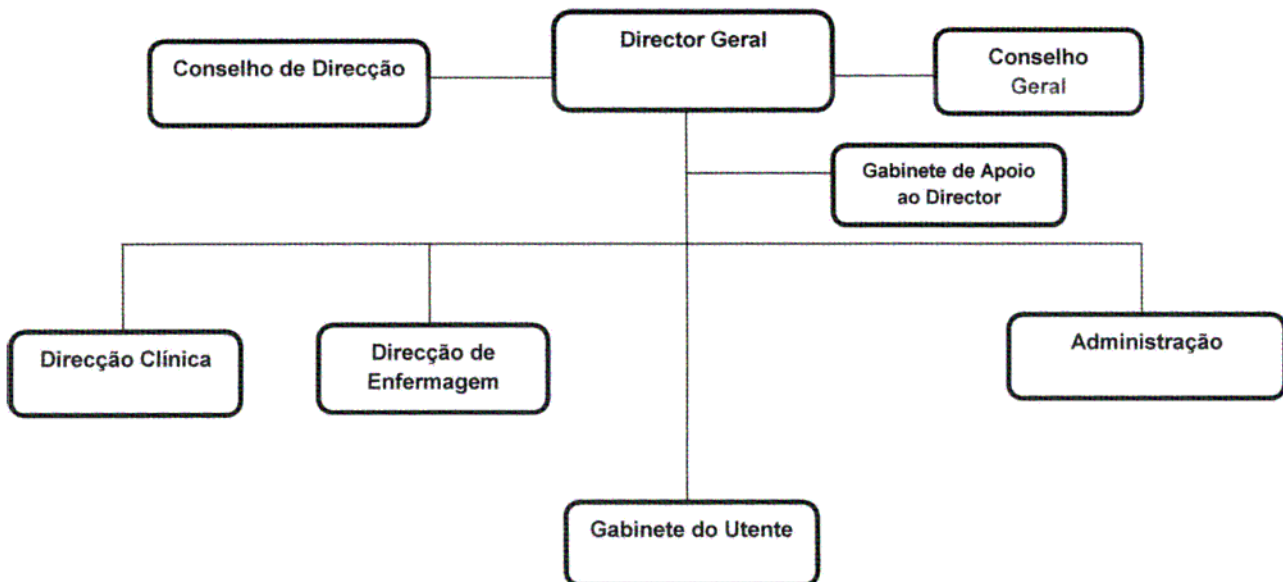 Director Geral
Conselho de Direcção
Conselho
Geral
Gabinete de Apoio
ao Director
Direcção Clínica
Direcção de
Enfermagem
Administração
Gabinete do Utente